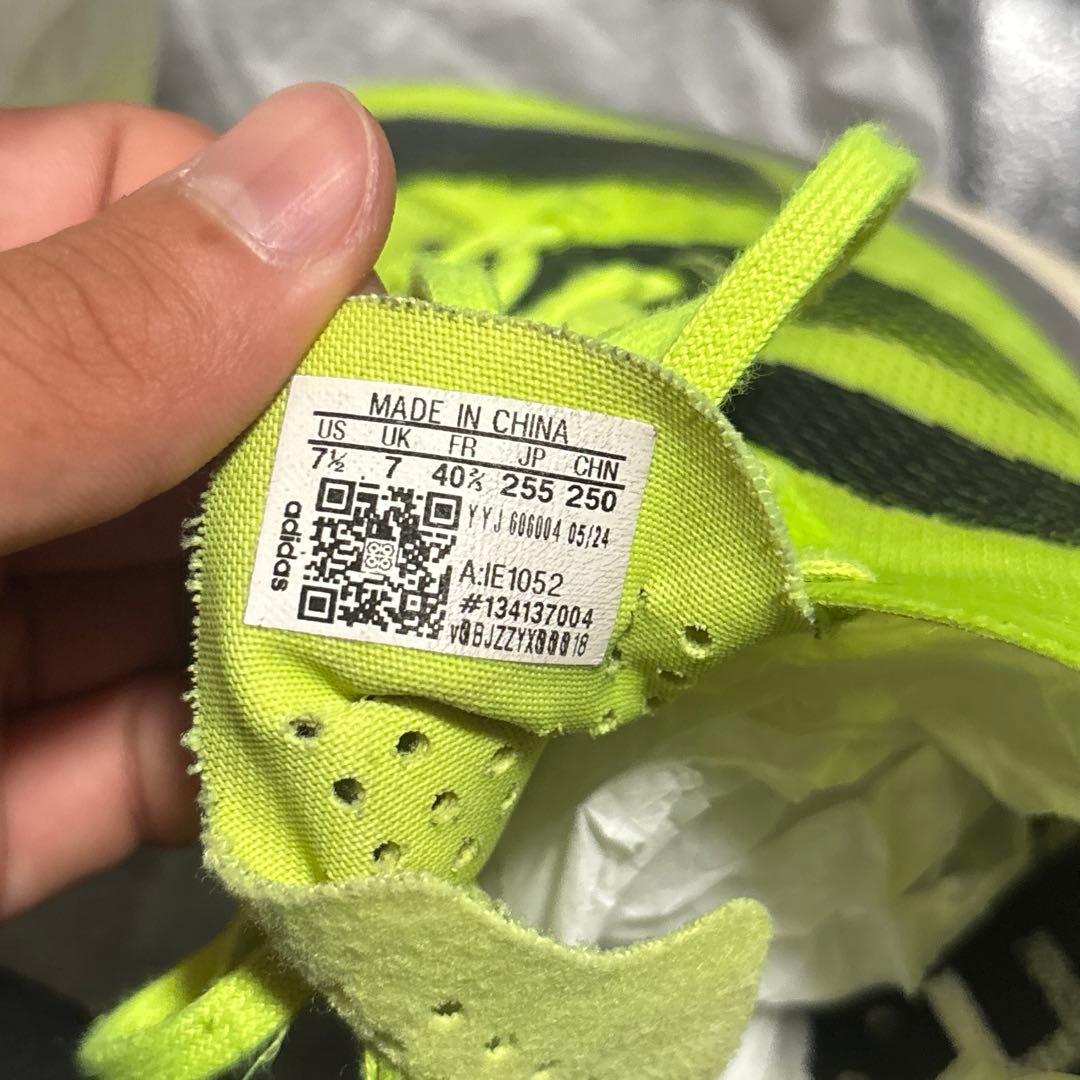 MADE IN CHINA
US UK FR JP CHN
7½ 7 40⅔ 255 250
YYJ 606004 05/24
adidas
A:IE1052
#134137004